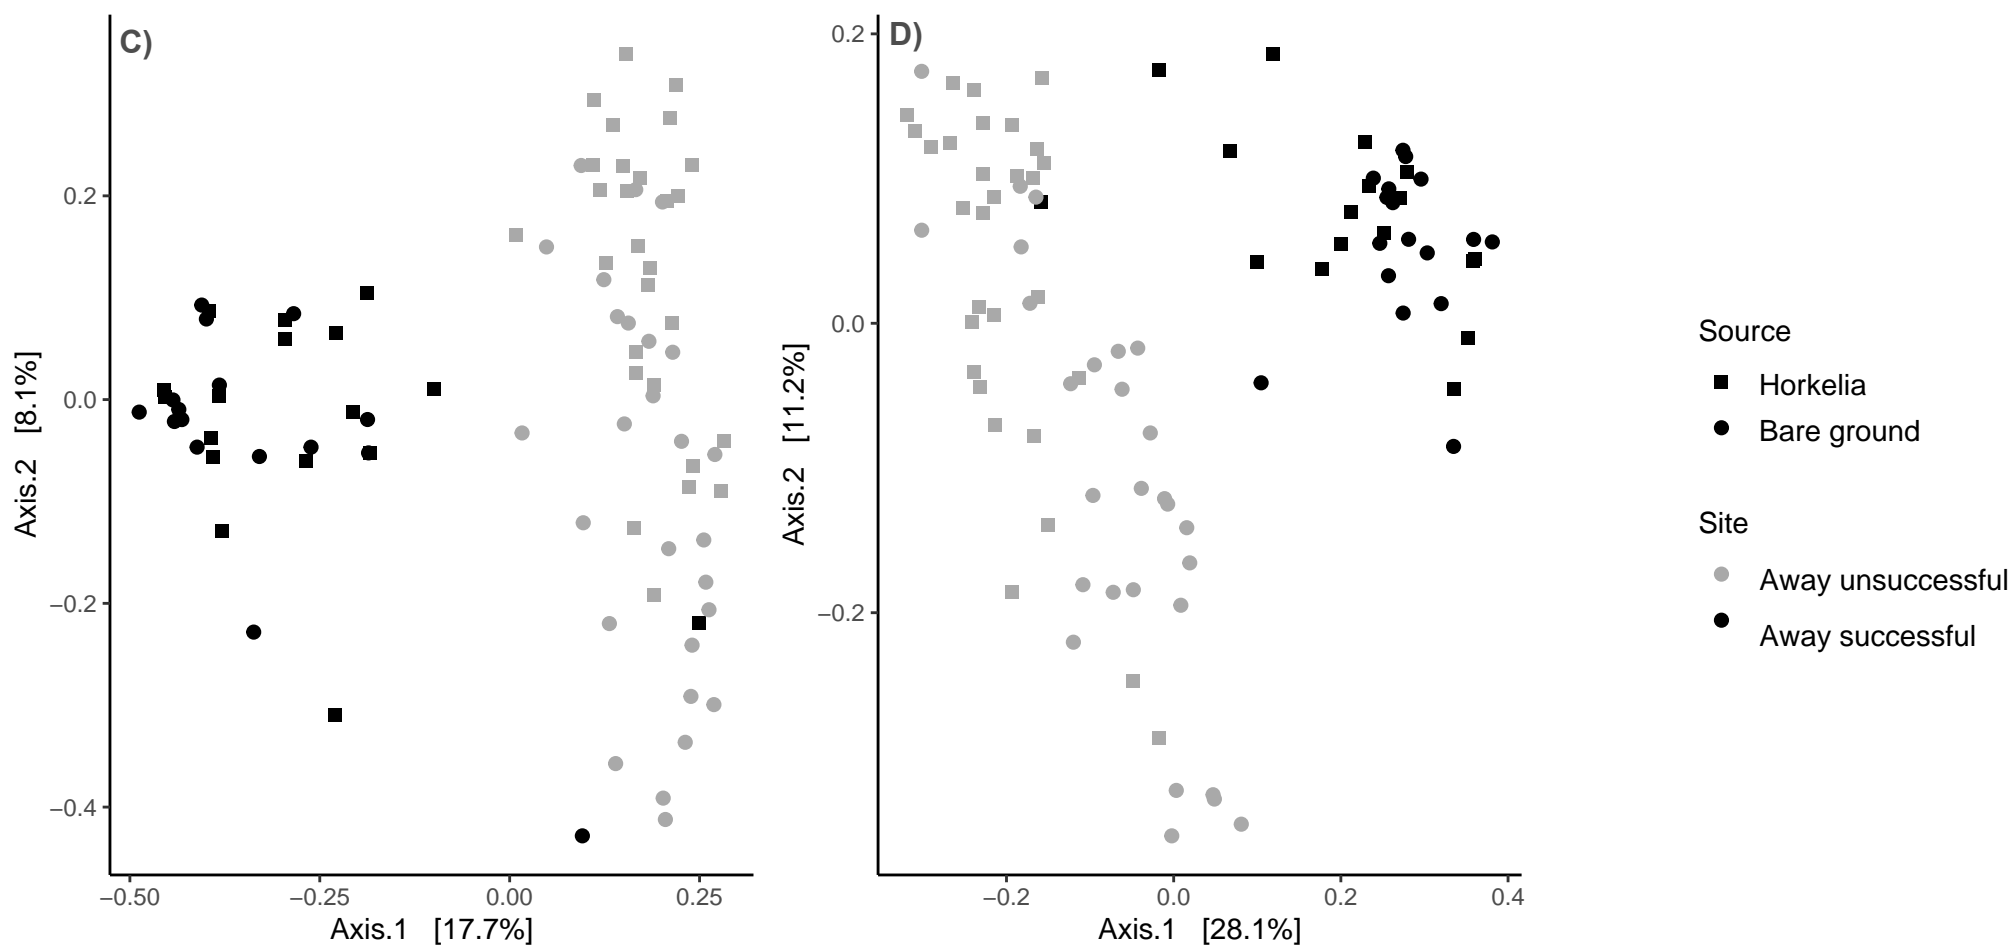 C)
0.2
0.0
−0.2
−0.4
−0.50
−0.25
0.00
0.25
Axis.1 [17.7%]
Axis.2 [8.1%]
D)
0.2
0.0
−0.2
−0.2
0.0
0.2
0.4
Axis.1 [28.1%]
Axis.2 [11.2%]
Source
Horkelia
Bare ground
Site
Away unsuccessful
Away successful